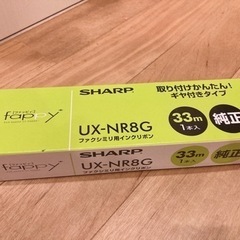 fappy
SHARP
UX-NR8G
ファクシミリ用インクリボン
取り付けかんたん!
ギヤ付きタイプ
33m
1本入
純正
fappy
SHARP
UX-NR8G
ファクシミリ用インクリボン
33m
1本入
純正